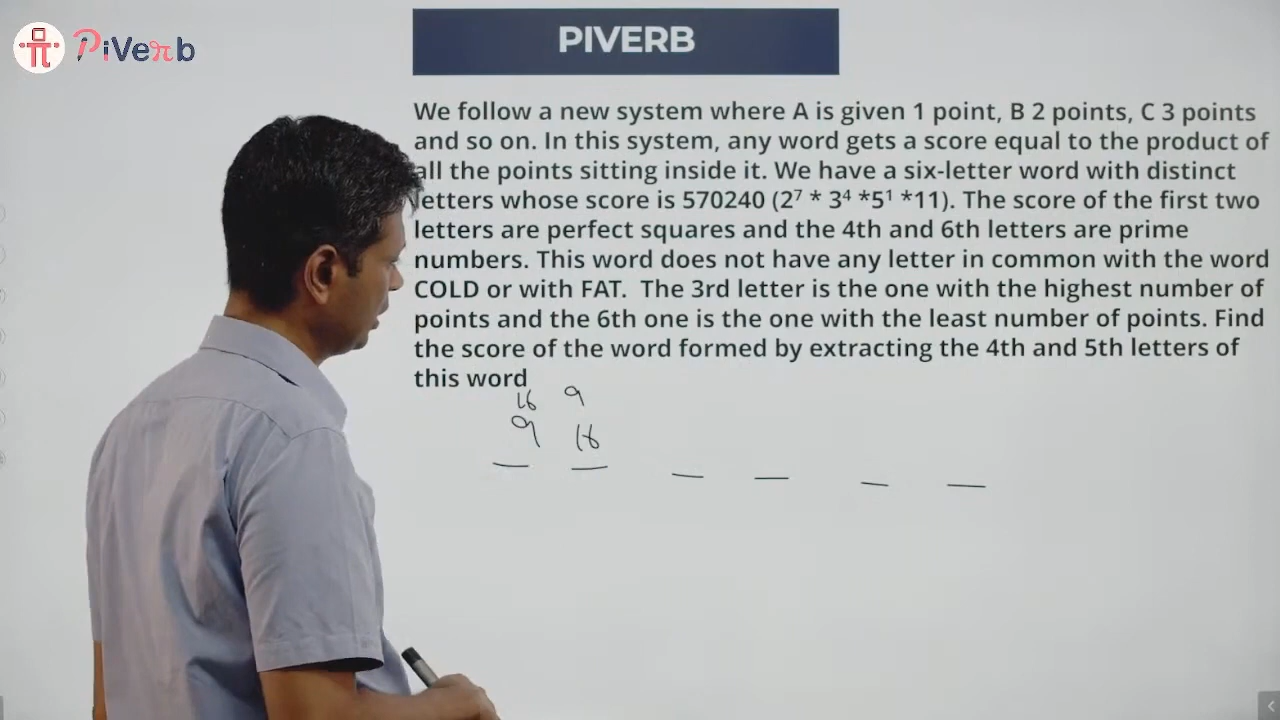 PiVerb
PIVERB
We follow a new system where A is given 1 point, B 2 points, C 3 points
and so on. In this system, any word gets a score equal to the product of
all the points sitting inside it. We have a six-letter word with distinct
letters whose score is 570240 (2⁷ * 3⁴ *5¹ *11). The score of the first two
letters are perfect squares and the 4th and 6th letters are prime
numbers. This word does not have any letter in common with the word
COLD or with FAT.  The 3rd letter is the one with the highest number of
points and the 6th one is the one with the least number of points. Find
the score of the word formed by extracting the 4th and 5th letters of
this word
16 9
9 16